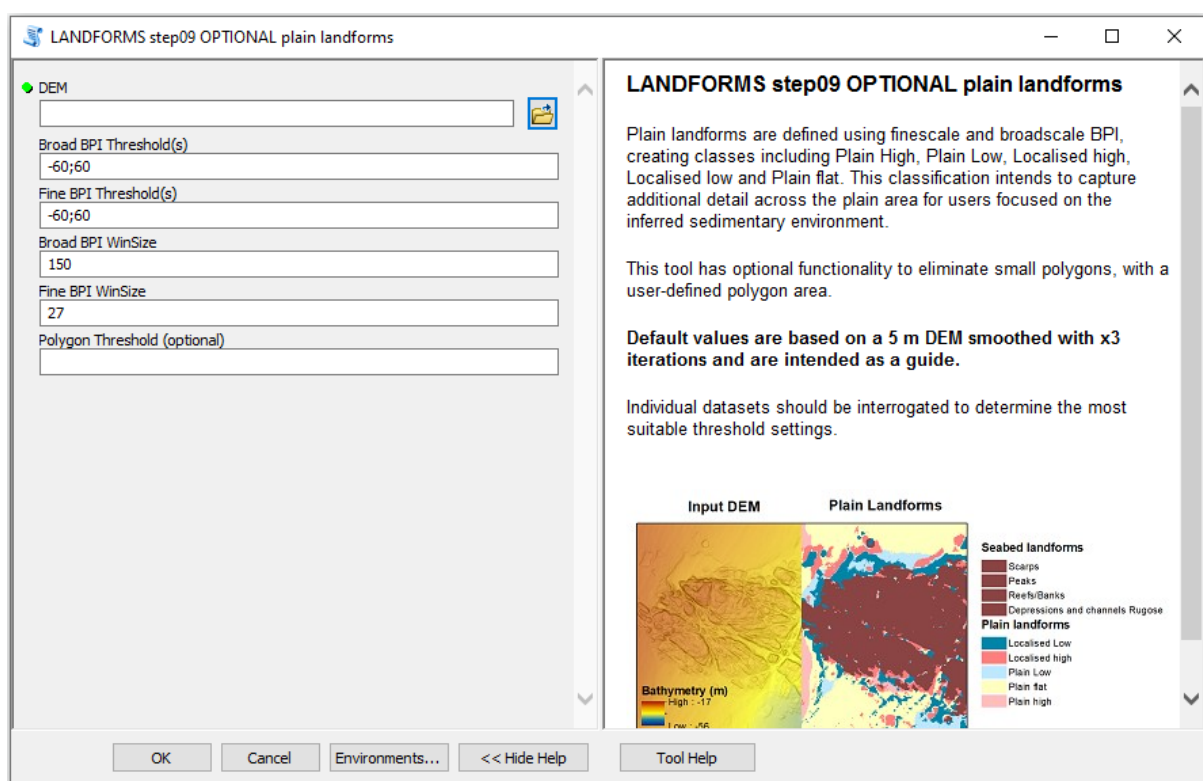 LANDFORMS step09 OPTIONAL plain landforms
DEM
Broad BPI Threshold(s)
-60;60
Fine BPI Threshold(s)
-60;60
Broad BPI WinSize
150
Fine BPI WinSize
27
Polygon Threshold (optional)
LANDFORMS step09 OPTIONAL plain landforms
Plain landforms are defined using finescale and broadscale BPI,
creating classes including Plain High, Plain Low, Localised high,
Localised low and Plain flat. This classification intends to capture
additional detail across the plain area for users focused on the
inferred sedimentary environment.
This tool has optional functionality to eliminate small polygons, with a
user-defined polygon area.
Default values are based on a 5 m DEM smoothed with x3
iterations and are intended as a guide.
Individual datasets should be interrogated to determine the most
suitable threshold settings.
Input DEM
Plain Landforms
Bathymetry (m)
High : -17
Low : -56
Seabed landforms
Scarps
Peaks
Reefs/Banks
Depressions and channels Rugose
Plain landforms
Localised Low
Localised high
Plain Low
Plain flat
Plain high
OK
Cancel
Environments...
<< Hide Help
Tool Help